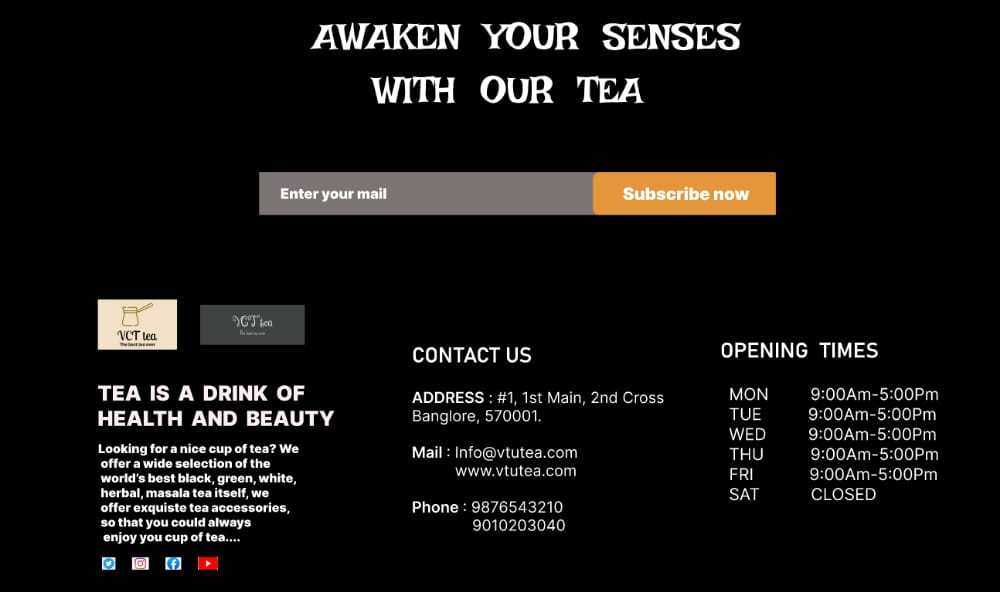 AWAKEN YOUR SENSES
WITH OUR TEA
Enter your mail
Subscribe now
VCT tea
The best tea ever
VCT tea
TEA IS A DRINK OF
HEALTH AND BEAUTY
Looking for a nice cup of tea? We
offer a wide selection of the
world's best black, green, white,
herbal, masala tea itself, we
offer exquiste tea accessories,
so that you could always
enjoy you cup of tea....
CONTACT US
ADDRESS : #1, 1st Main, 2nd Cross
Banglore, 570001.
Mail : Info@vtutea.com
www.vtutea.com
Phone : 9876543210
9010203040
OPENING TIMES
MON 9:00Am-5:00Pm
TUE 9:00Am-5:00Pm
WED 9:00Am-5:00Pm
THU 9:00Am-5:00Pm
FRI 9:00Am-5:00Pm
SAT CLOSED